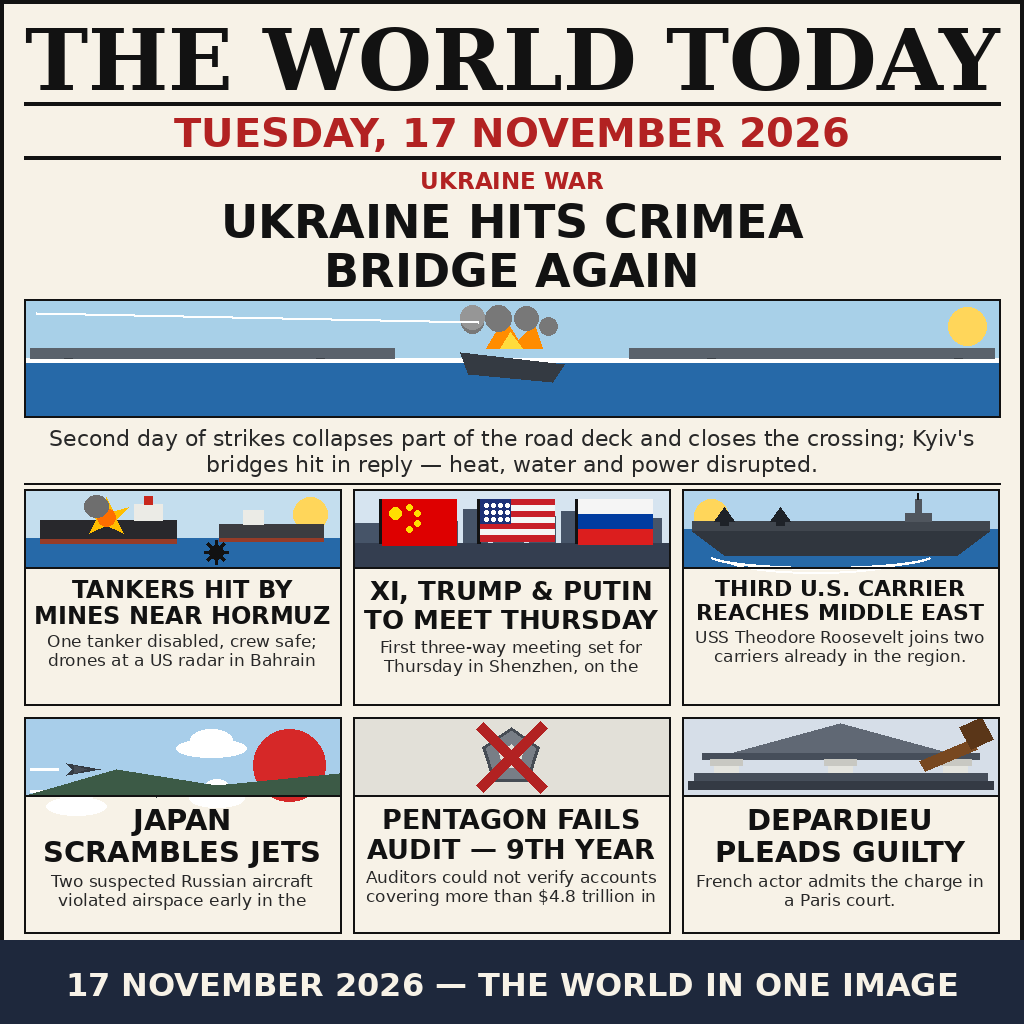 THE WORLD TODAY
TUESDAY, 17 NOVEMBER 2026
UKRAINE WAR
UKRAINE HITS CRIMEA
BRIDGE AGAIN
Second day of strikes collapses part of the road deck and closes the crossing; Kyiv's
bridges hit in reply — heat, water and power disrupted.
TANKERS HIT BY
MINES NEAR HORMUZ
One tanker disabled, crew safe;
drones at a US radar in Bahrain
XI, TRUMP & PUTIN
TO MEET THURSDAY
First three-way meeting set for
Thursday in Shenzhen, on the
THIRD U.S. CARRIER
REACHES MIDDLE EAST
USS Theodore Roosevelt joins two
carriers already in the region.
JAPAN
SCRAMBLES JETS
Two suspected Russian aircraft
violated airspace early in the
PENTAGON FAILS
AUDIT — 9TH YEAR
Auditors could not verify accounts
covering more than $4.8 trillion in
DEPARDIEU
PLEADS GUILTY
French actor admits the charge in
a Paris court.
17 NOVEMBER 2026 — THE WORLD IN ONE IMAGE